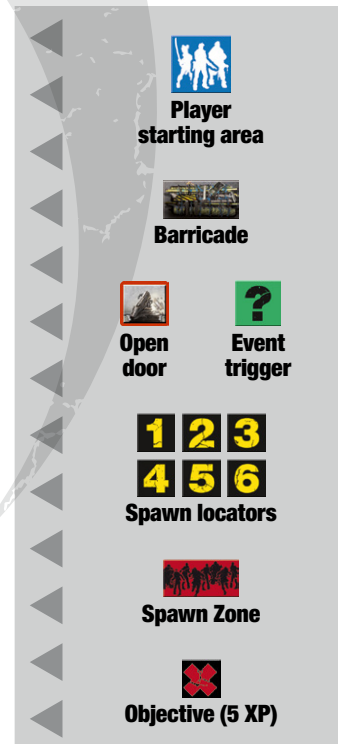 Player
starting area
Barricade
Open
door
?
Event
trigger
1 2 3
4 5 6
Spawn locators
Spawn Zone
Objective (5 XP)